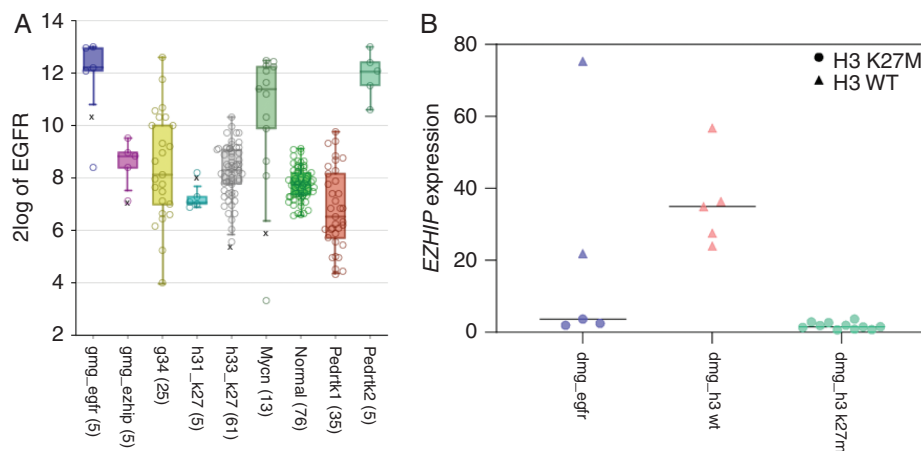 A
2log of EGFR
14
12
10
8
6
4
2
x
x
x
x
x
gmg_egfr (5)
gmg_ezhip (5)
g34 (25)
h31_k27 (5)
h33_k27 (61)
Mycn (13)
Normal (76)
Pedrtk1 (35)
Pedrtk2 (5)
B
EZHIP expression
80
60
40
20
0
H3 K27M
H3 WT
dmg_egfr
dmg_h3 wt
dmg_h3 k27m